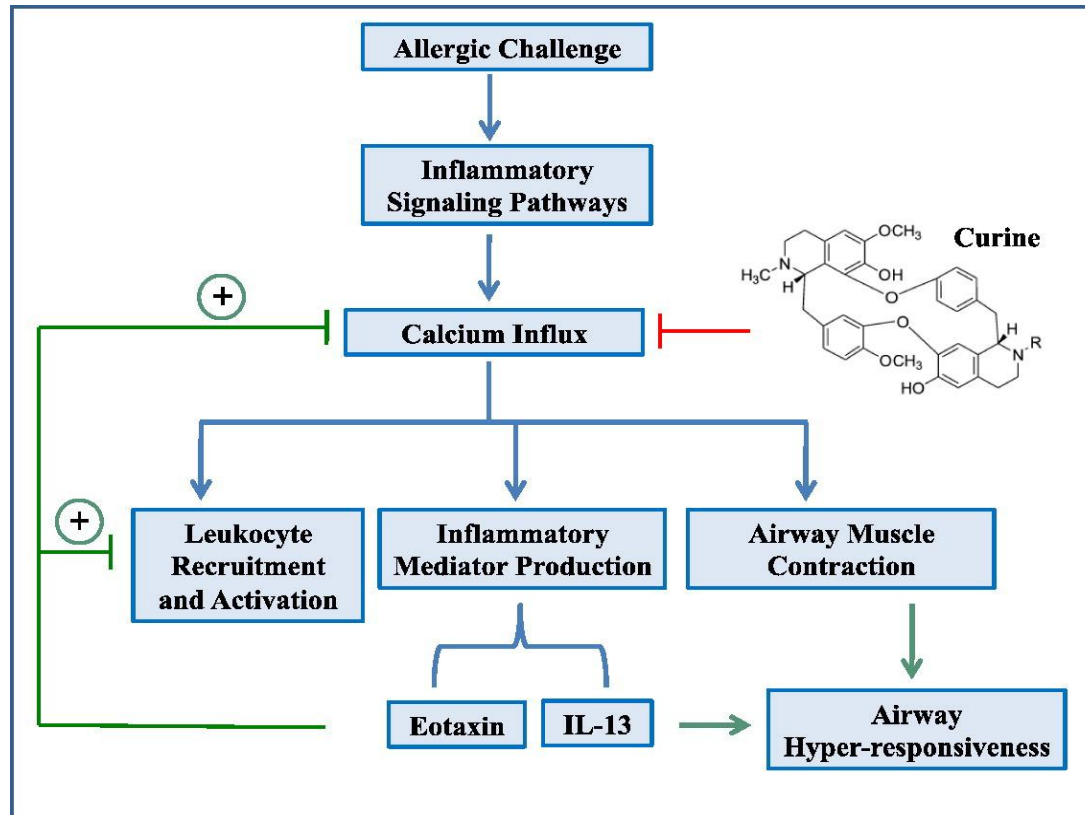 Allergic Challenge
Inflammatory
Signaling Pathways
Curine
OCH3
OH
N
H3C
H
O
+
Calcium Influx
O
H
N
R
OCH3
HO
+
Leukocyte
Recruitment
and Activation
Inflammatory
Mediator Production
Airway Muscle
Contraction
Eotaxin
IL-13
Airway
Hyper-responsiveness